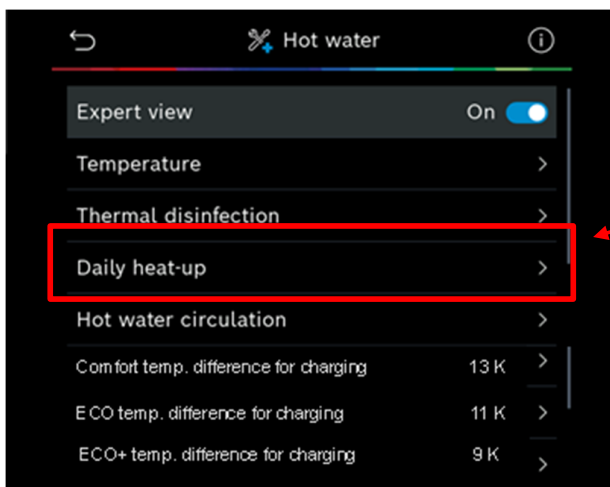 Hot water
Expert view On
Temperature
Thermal disinfection
Daily heat-up
Hot water circulation
Comfort temp. difference for charging 13 K
ECO temp. difference for charging 11 K
ECO+ temp. difference for charging 9 K